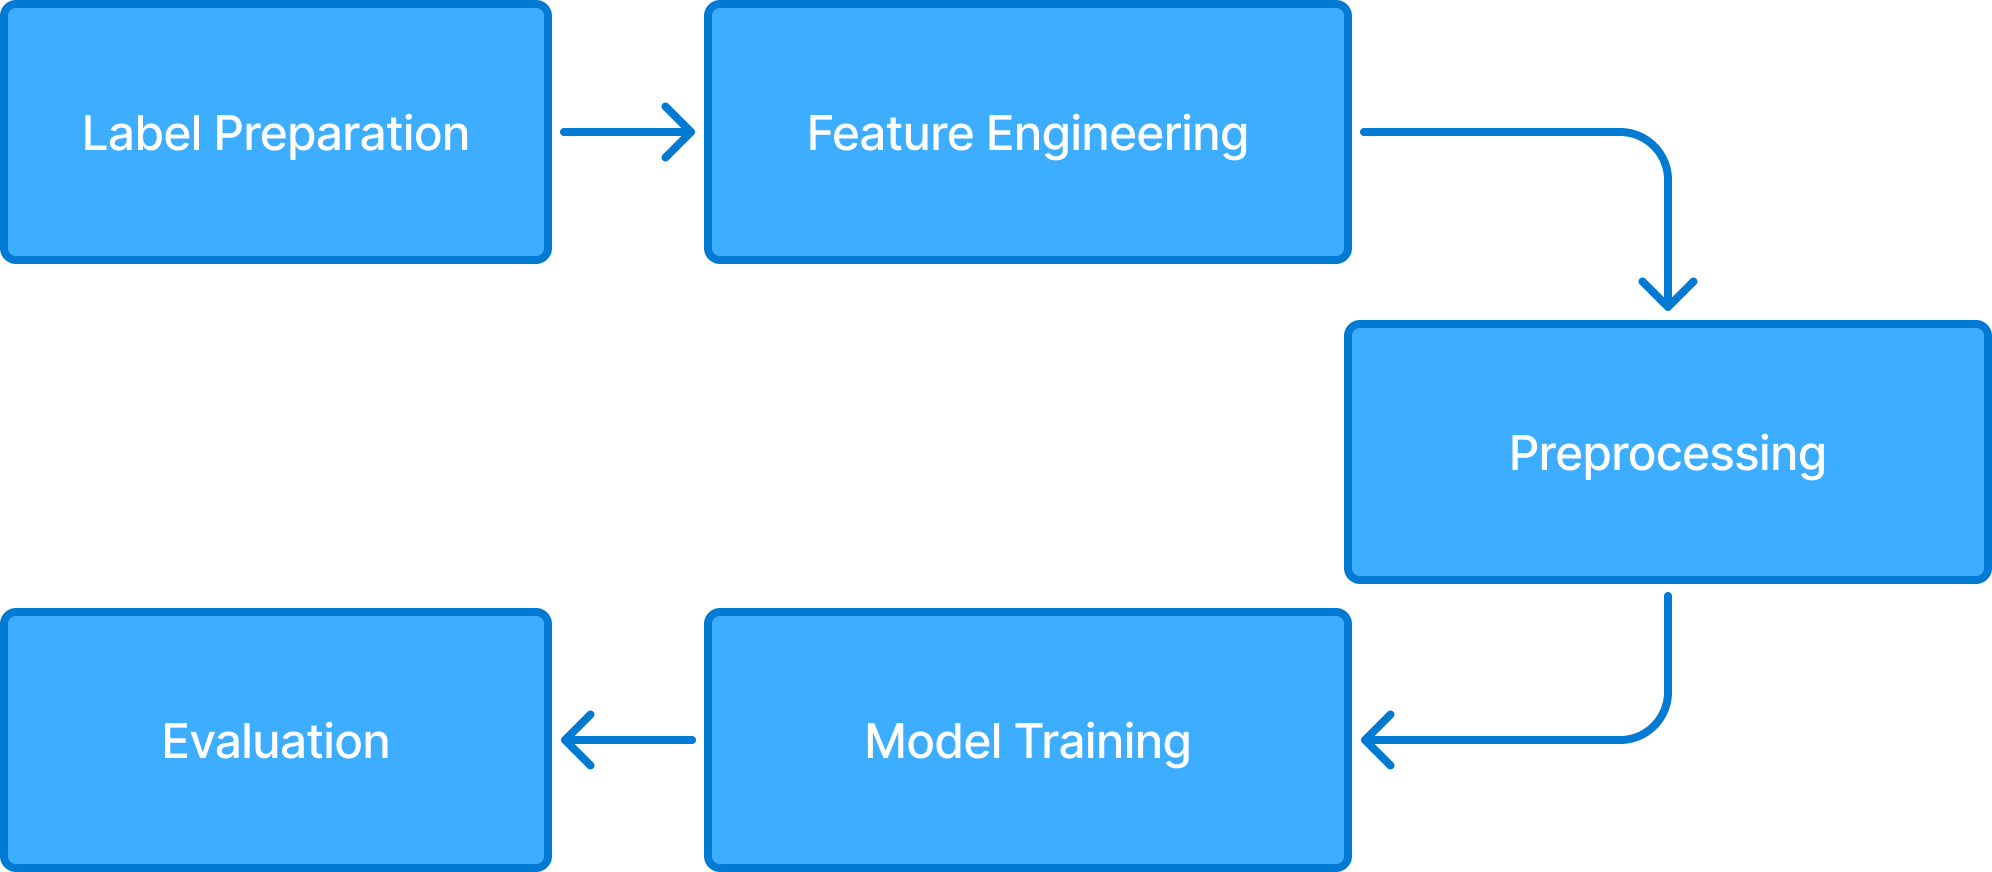 Label Preparation
Feature Engineering
Preprocessing
Model Training
Evaluation